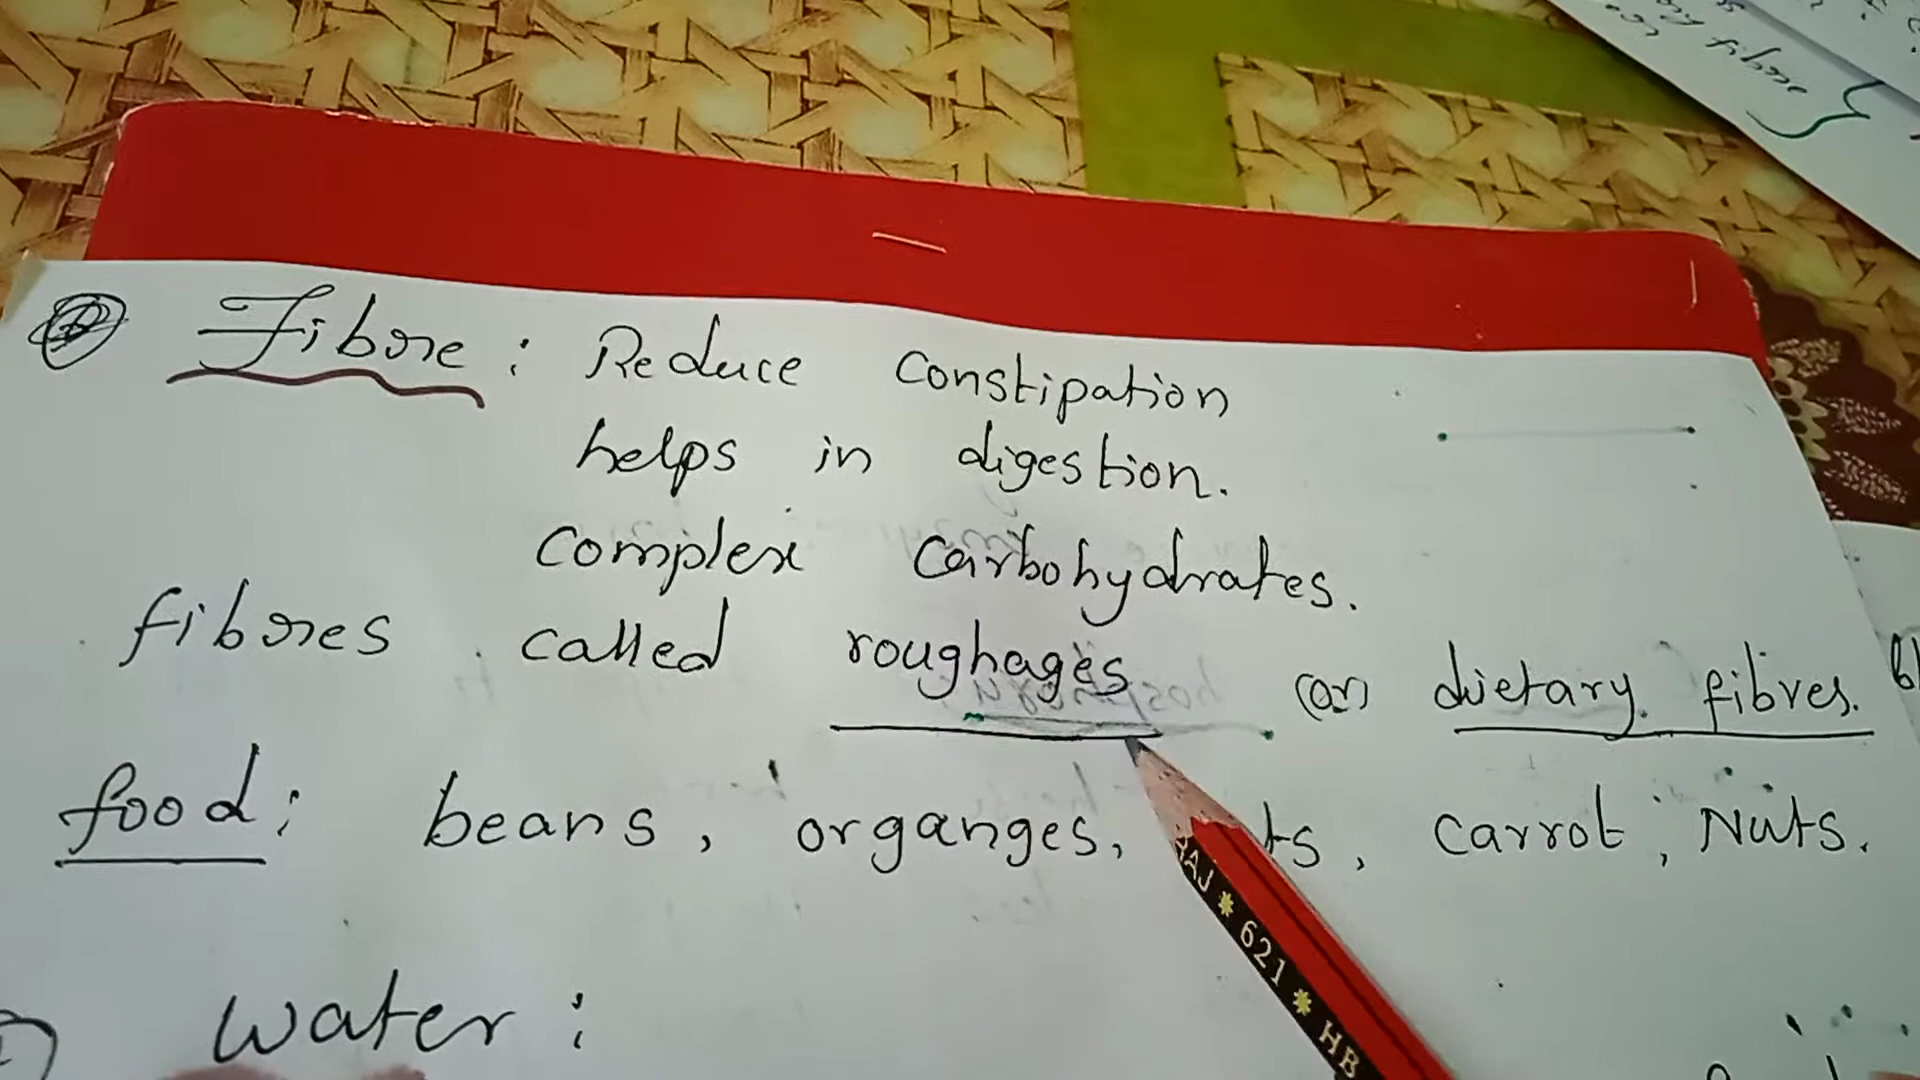 Fibre : Reduce Constipation
helps in digestion.
Complex Carbohydrates.
fibres called roughages (or) dietary fibres.
food : beans, organges, carrot, Nuts.
water :
621 HB